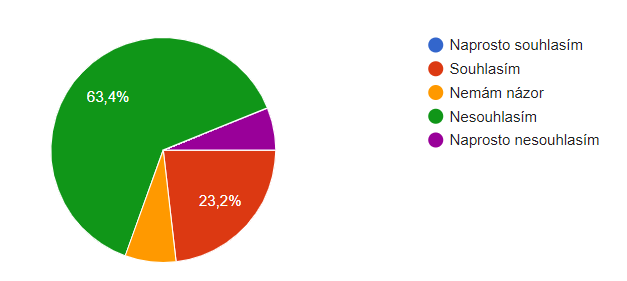 Naprosto souhlasím
Souhlasím
Nemám názor
Nesouhlasím
Naprosto nesouhlasím
63,4%
23,2%